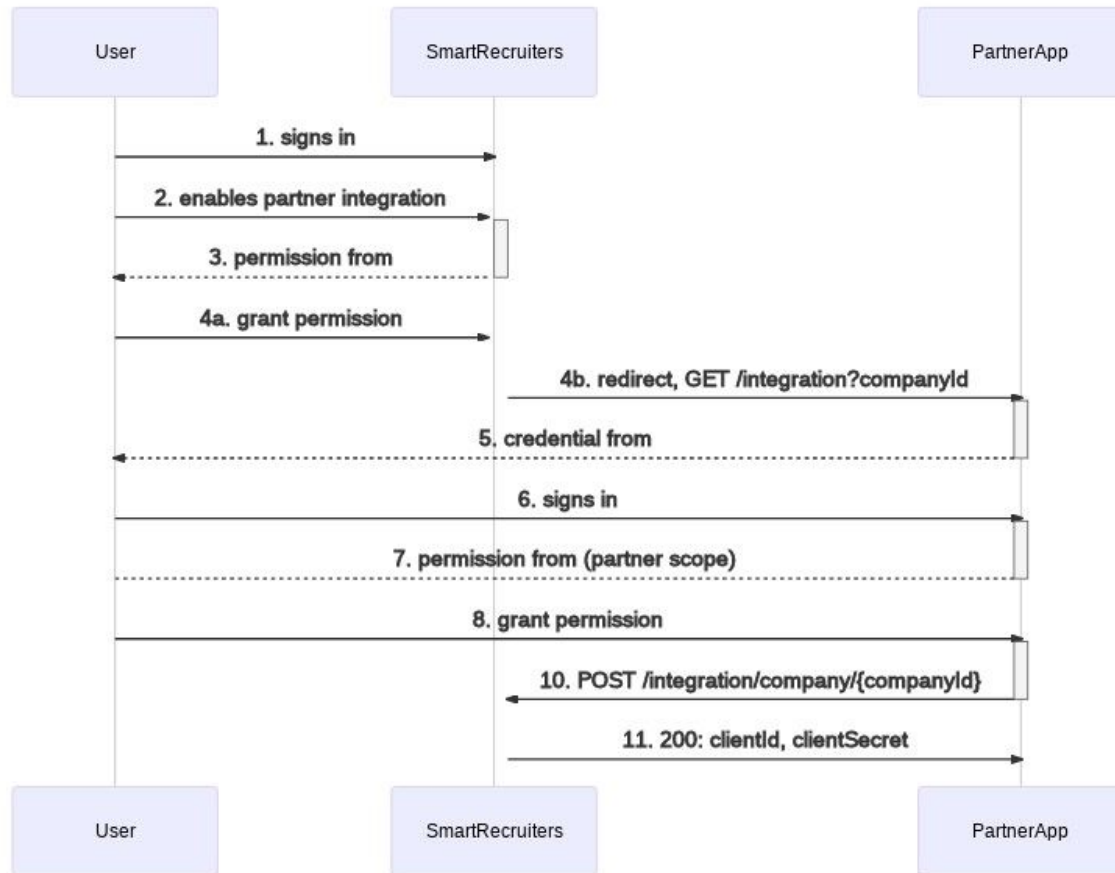 User
SmartRecruiters
PartnerApp
1. signs in
2. enables partner integration
3. permission from
4a. grant permission
4b. redirect, GET /integration?companyId
5. credential from
6. signs in
7. permission from (partner scope)
8. grant permission
10. POST /integration/company/{companyId}
11. 200: clientId, clientSecret
User
SmartRecruiters
PartnerApp